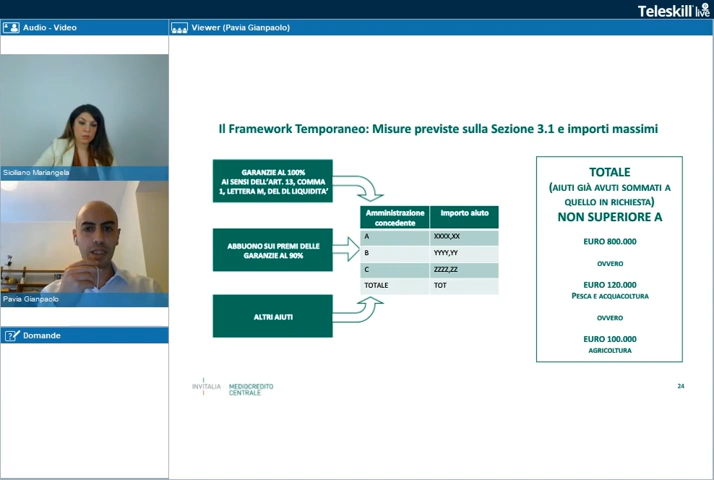 Teleskill live
Audio - Video
Viewer (Pavia Gianpaolo)
Siciliano Mariangela
Pavia Gianpaolo
Domande
Il Framework Temporaneo: Misure previste sulla Sezione 3.1 e importi massimi
GARANZIE AL 100%
AI SENSI DELL'ART. 13, COMMA
1, LETTERA M, DEL DL LIQUIDITA'
ABBUONO SUI PREMI DELLE
GARANZIE AL 90%
ALTRI AIUTI
Amministrazione concedente Importo aiuto
A XXXX,XX
B YYYY,YY
C ZZZZ,ZZ
TOTALE TOT
TOTALE
(AIUTI GIÀ AVUTI SOMMATI A
QUELLO IN RICHIESTA)
NON SUPERIORE A
EURO 800.000
OVVERO
EURO 120.000
PESCA E ACQUACOLTURA
OVVERO
EURO 100.000
AGRICOLTURA
INVITALIA
MEDIOCREDITO
CENTRALE
24